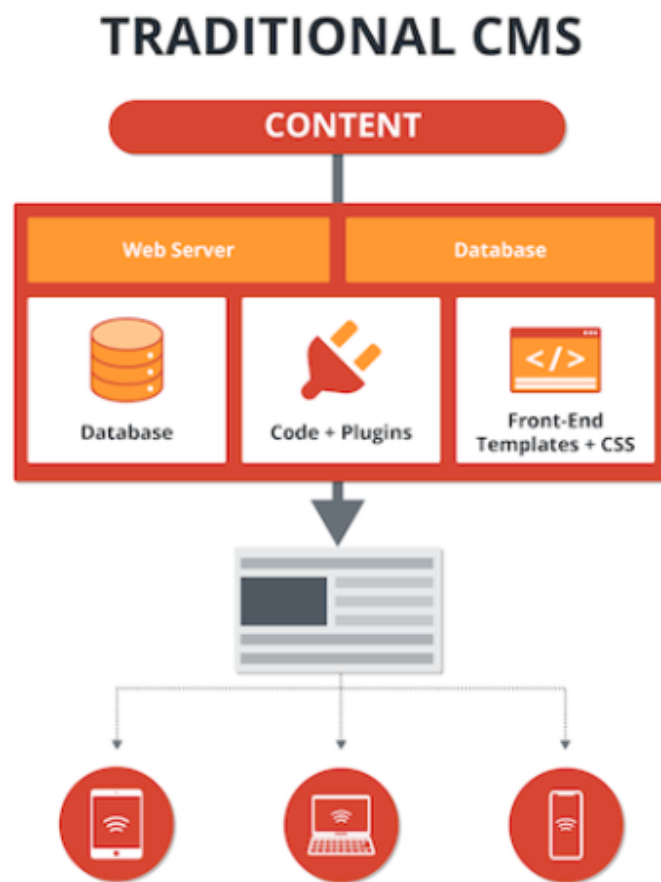 TRADITIONAL CMS
CONTENT
Web Server
Database
Database
Code + Plugins
Front-End
Templates + CSS
</>